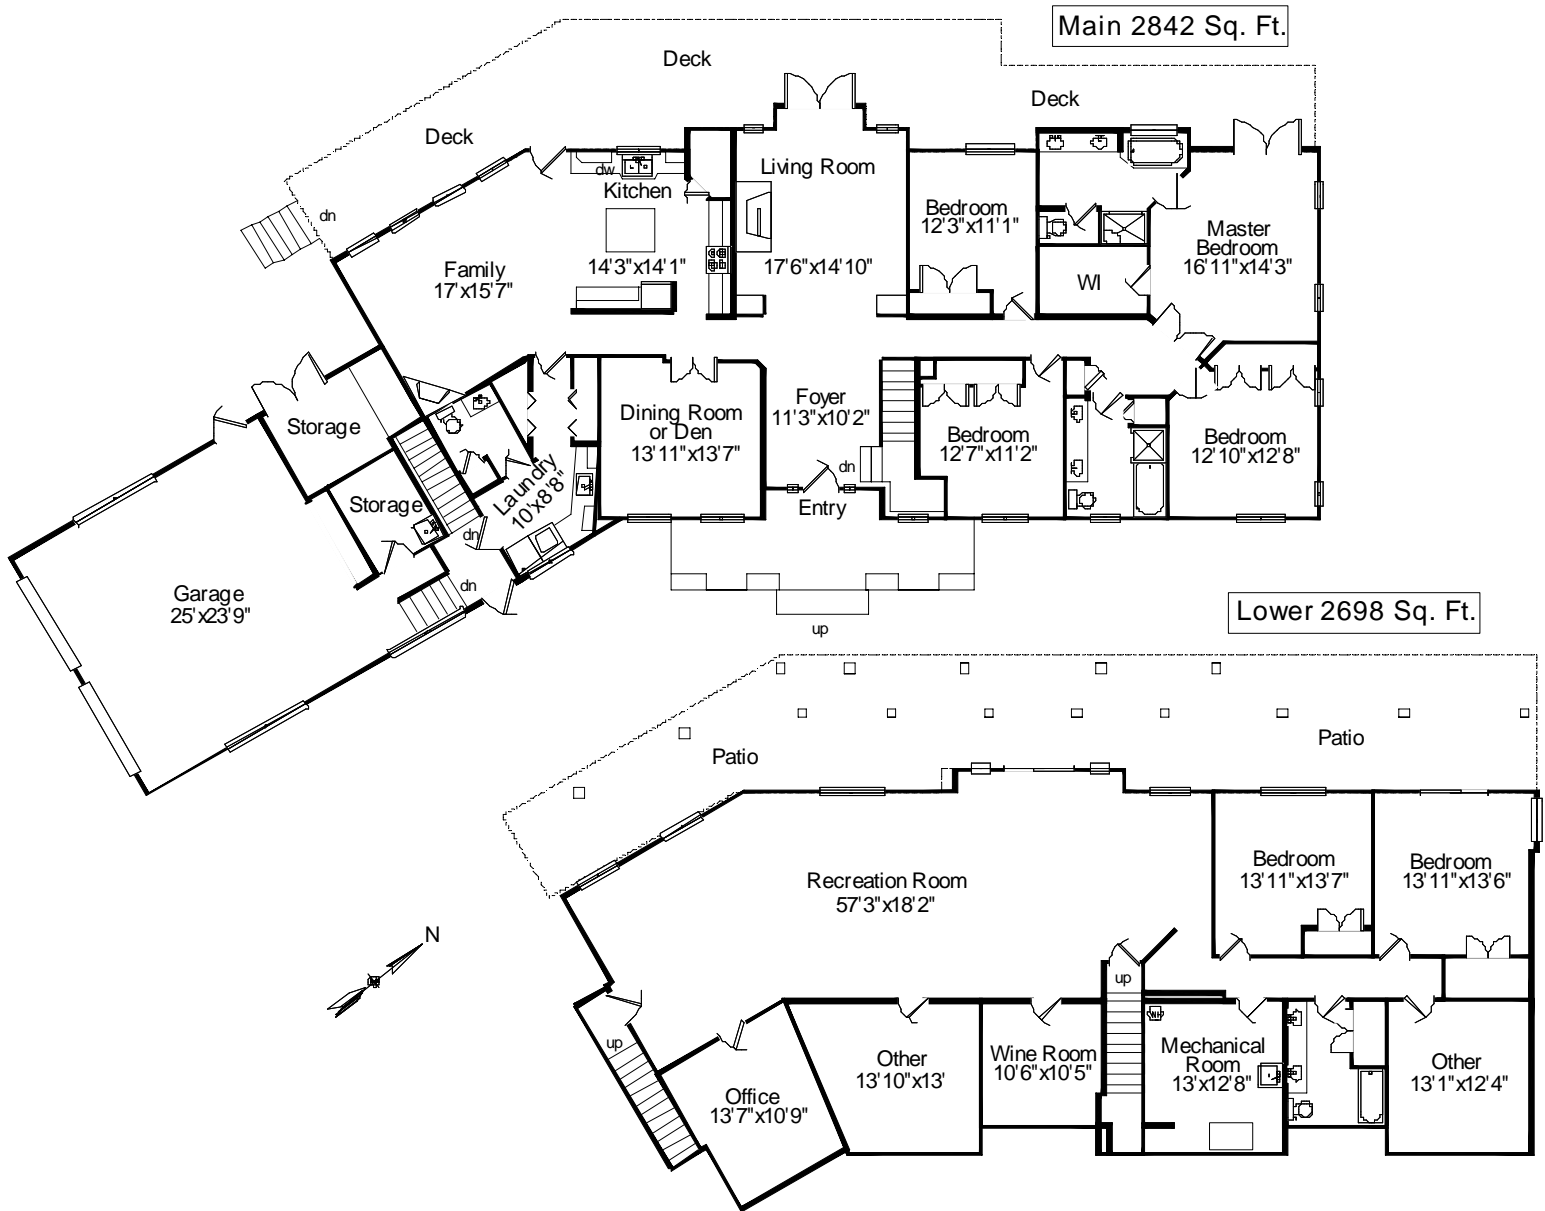 Main 2842 Sq. Ft.
Deck
Deck
Deck
dn
Living Room
17'6"x14'10"
dw
Kitchen
14'3"x14'1"
Family
17'x15'7"
Bedroom
12'3"x11'1"
WI
Master
Bedroom
16'11"x14'3"
Storage
Storage
Dining Room
or Den
13'11"x13'7"
Foyer
11'3"x10'2"
dn
Entry
Bedroom
12'7"x11'2"
Bedroom
12'10"x12'8"
Laundry
10'x8'8"
dn
dn
Garage
25'x23'9"
up
Lower 2698 Sq. Ft.
Patio
Patio
Recreation Room
57'3"x18'2"
Bedroom
13'11"x13'7"
Bedroom
13'11"x13'6"
N
up
up
Office
13'7"x10'9"
Other
13'10"x13'
Wine Room
10'6"x10'5"
WH
Mechanical
Room
13'x12'8"
Other
13'1"x12'4"